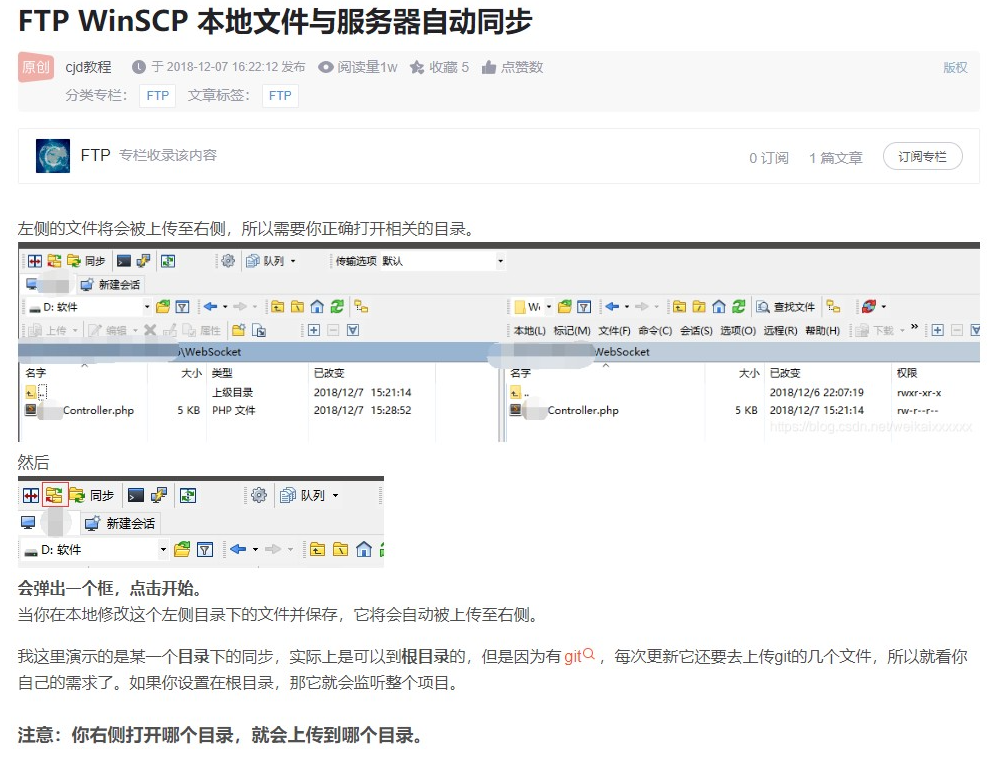 FTP WinSCP 本地文件与服务器自动同步
原创 cjd教程 于 2018-12-07 16:22:12 发布 阅读量1w 收藏 5 点赞数 版权
分类专栏： FTP 文章标签： FTP
FTP 专栏收录该内容 0 订阅 1 篇文章 订阅专栏
左侧的文件将会被上传至右侧，所以需要你正确打开相关的目录。
同步 队列 传输选项 默认
新建会话
D: 软件 查找文件
上传 编辑 属性 本地(L) 标记(M) 文件(F) 命令(C) 会话(S) 选项(O) 远程(R) 帮助(H) 下载
\WebSocket WebSocket
名字 大小 类型 已改变 名字 大小 已改变 权限
.. 上级目录 2018/12/7 15:21:14 .. 2018/12/6 22:07:19 rwxr-xr-x
Controller.php 5 KB PHP 文件 2018/12/7 15:28:52 Controller.php 5 KB 2018/12/7 15:21:14 rw-r--r--
https://blog.csdn.net/weikaixxxxxx
然后
同步 队列
新建会话
D: 软件
会弹出一个框，点击开始。
当你在本地修改这个左侧目录下的文件并保存，它将会自动被上传至右侧。
我这里演示的是某一个目录下的同步，实际上是可以到根目录的，但是因为有 git ，每次更新它还要去上传git的几个文件，所以就看你
自己的需求了。如果你设置在根目录，那它就会监听整个项目。
注意：你右侧打开哪个目录，就会上传到哪个目录。